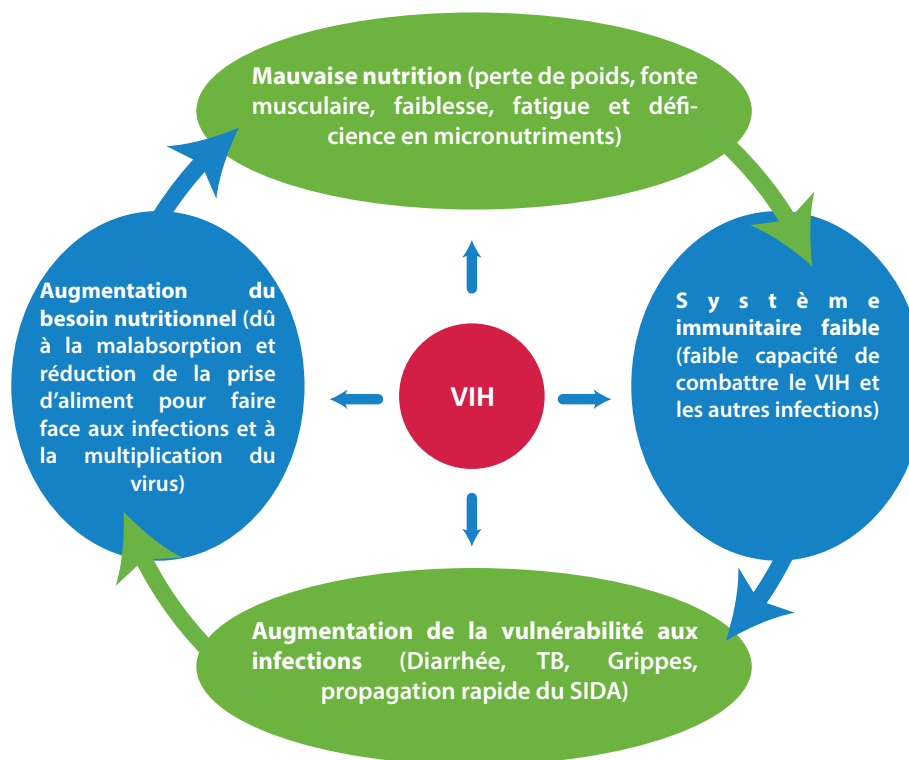 Mauvaise nutrition (perte de poids, fonte
musculaire, faiblesse, fatigue et défi-
cience en micronutriments)
Augmentation du
besoin nutritionnel (dû
à la malabsorption et
réduction de la prise
d'aliment pour faire
face aux infections et à
la multiplication du
virus)
VIH
Système
immunitaire faible
(faible capacité de
combattre le VIH et
les autres infections)
Augmentation de la vulnérabilité aux
infections (Diarrhée, TB, Grippes,
propagation rapide du SIDA)